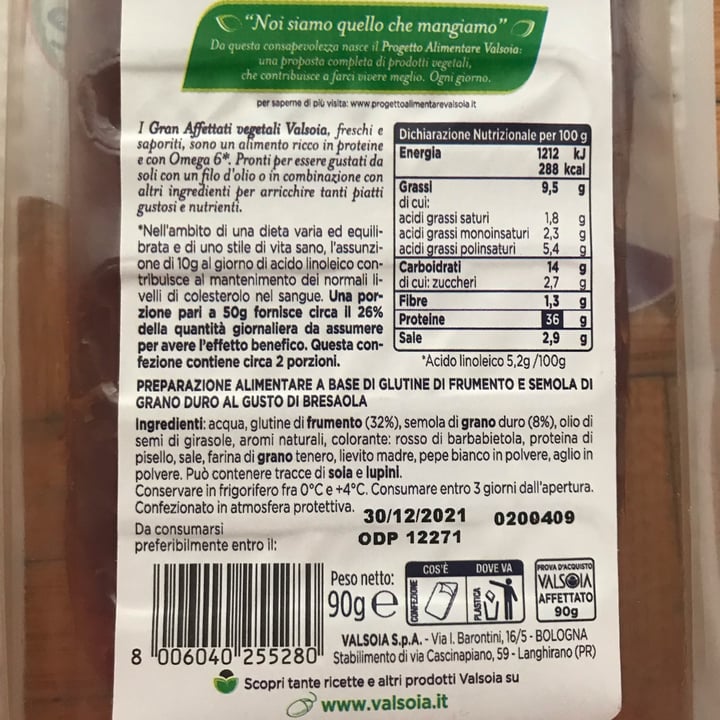 “Noi siamo quello che mangiamo”
Da questa consapevolezza nasce il Progetto Alimentare Valsoia:
una proposta completa di prodotti vegetali,
che contribuisce a farci vivere meglio. Ogni giorno.
per saperne di più visita: www.progettoalimentarevalsoia.it
I Gran Affettati vegetali Valsoia, freschi e
saporiti, sono un alimento ricco in proteine
e con Omega 6*. Pronti per essere gustati da
soli con un filo d'olio o in combinazione con
altri ingredienti per arricchire tanti piatti
gustosi e nutrienti.
*Nell'ambito di una dieta varia ed equili-
brata e di uno stile di vita sano, l'assunzi-
one di 10g al giorno di acido linoleico con-
tribuisce al mantenimento dei normali li-
velli di colesterolo nel sangue. Una por-
zione pari a 50g fornisce circa il 26%
della quantità giornaliera da assumere
per avere l'effetto benefico. Questa con-
fezione contiene circa 2 porzioni.
Dichiarazione Nutrizionale per 100 g
Energia 1212 kJ
288 kcal
Grassi 9,5 g
di cui:
acidi grassi saturi 1,8 g
acidi grassi monoinsaturi 2,3 g
acidi grassi polinsaturi 5,4 g
Carboidrati 14 g
di cui: zuccheri 2,7 g
Fibre 1,3 g
Proteine 36 g
Sale 2,9 g
*Acido linoleico 5,2g /100g
PREPARAZIONE ALIMENTARE A BASE DI GLUTINE DI FRUMENTO E SEMOLA DI
GRANO DURO AL GUSTO DI BRESAOLA
Ingredienti: acqua, glutine di frumento (32%), semola di grano duro (8%), olio di
semi di girasole, aromi naturali, colorante: rosso di barbabietola, proteina di
pisello, sale, farina di grano tenero, lievito madre, pepe bianco in polvere, aglio in
polvere. Può contenere tracce di soia e lupini.
Conservare in frigorifero fra 0°C e +4°C. Consumare entro 3 giorni dall'apertura.
Confezionato in atmosfera protettiva.
Da consumarsi
preferibilmente entro il:
30/12/2021 0200409
ODP 12271
8 006040 255280
Peso netto:
90g e
COS'È DOVE VA
CONFEZIONE
PLASTICA
PROVA D'ACQUISTO
VALSOIA
AFFETTATO
90g
VALSOIA S.p.A. - Via I. Barontini, 16/5 - BOLOGNA
Stabilimento di via Cascinapiano, 59 - Langhirano (PR)
Scopri tante ricette e altri prodotti Valsoia su
www.valsoia.it